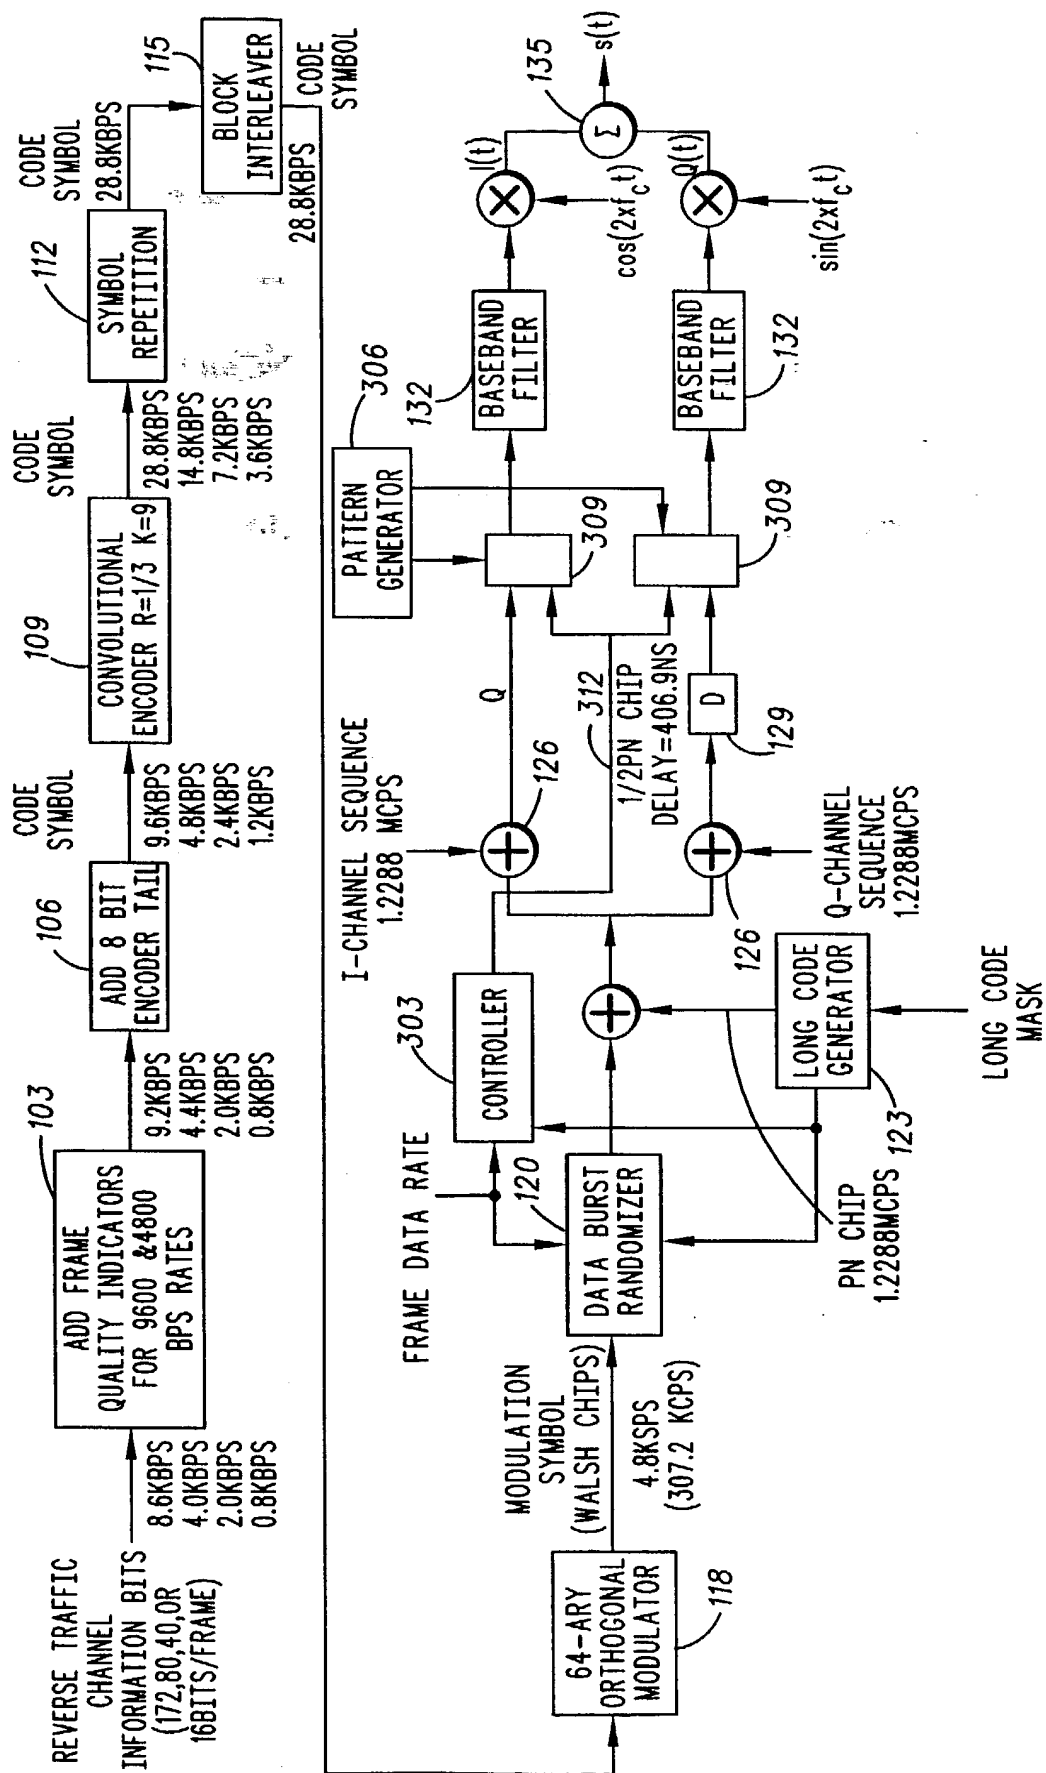 REVERSE TRAFFIC
CHANNEL
INFORMATION BITS
(172,80,40,OR
16BITS/FRAME)
8.6KBPS
4.0KBPS
2.0KBPS
0.8KBPS
103
ADD FRAME
QUALITY INDICATORS
FOR 9600 &4800
BPS RATES
9.2KBPS
4.4KBPS
2.0KBPS
0.8KBPS
106
ADD 8 BIT
ENCODER TAIL
CODE
SYMBOL
9.6KBPS
4.8KBPS
2.4KBPS
1.2KBPS
109
CONVOLUTIONAL
ENCODER R=1/3 K=9
CODE
SYMBOL
28.8KBPS
14.8KBPS
7.2KBPS
3.6KBPS
112
SYMBOL
REPETITION
CODE
SYMBOL
28.8KBPS
115
BLOCK
INTERLEAVER
28.8KBPS
CODE
SYMBOL
64-ARY
ORTHOGONAL
MODULATOR
118
MODULATION
SYMBOL
(WALSH CHIPS)
4.8KSPS
(307.2 KCPS)
FRAME DATA RATE
120
DATA BURST
RANDOMIZER
303
CONTROLLER
PN CHIP
1.2288MCPS
123
LONG CODE
GENERATOR
LONG CODE
MASK
I-CHANNEL SEQUENCE
1.2288
MCPS
126
Q
126
Q-CHANNEL
SEQUENCE
1.2288MCPS
312
1/2PN CHIP
DELAY=406.9NS
D
129
PATTERN
GENERATOR
306
309
309
132
BASEBAND
FILTER
BASEBAND
FILTER
132
I(t)
cos(2xfct)
Q(t)
sin(2xfct)
Σ
135
s(t)